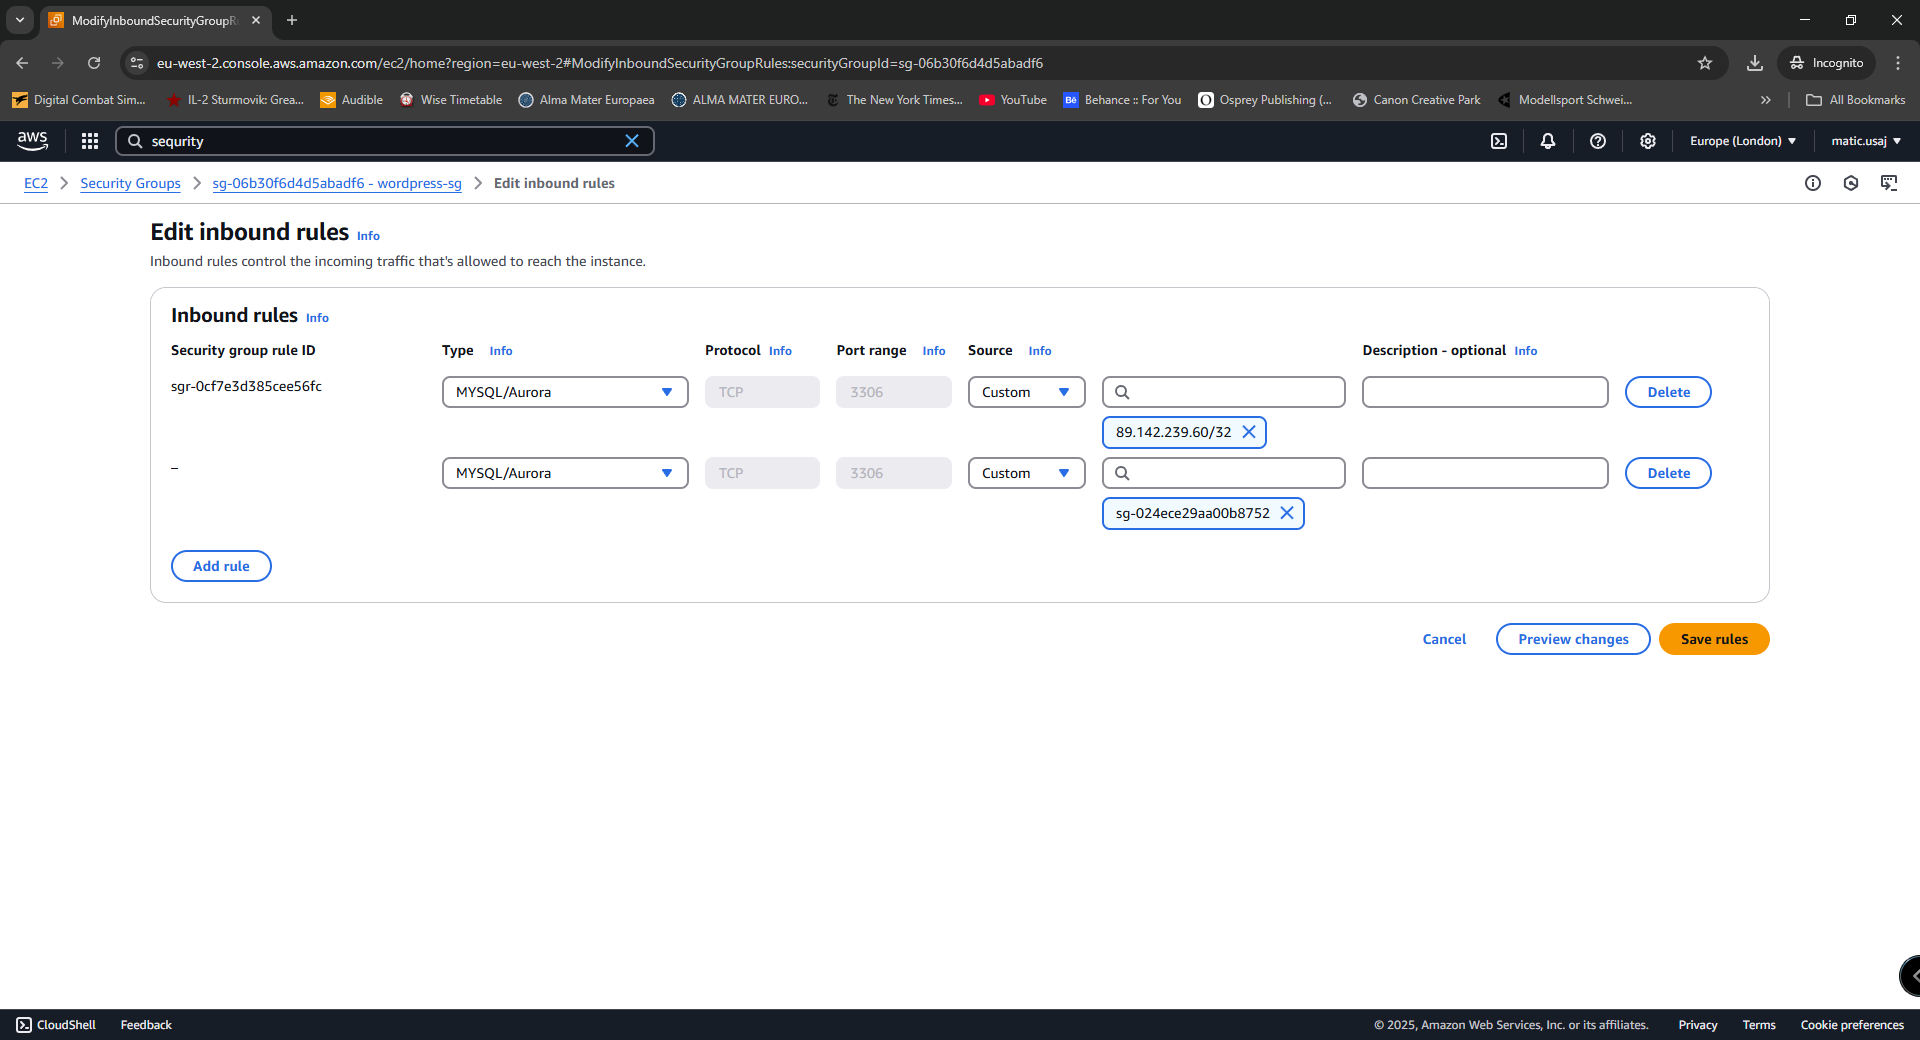 ModifyInboundSecurityGroupR
eu-west-2.console.aws.amazon.com/ec2/home?region=eu-west-2#ModifyInboundSecurityGroupRules:securityGroupId=sg-06b30f6d4d5abadf6
Incognito
Digital Combat Sim... IL-2 Sturmovik: Grea... Audible Wise Timetable Alma Mater Europaea ALMA MATER EURO... The New York Times... YouTube Behance :: For You Osprey Publishing (... Canon Creative Park Modellsport Schwei... All Bookmarks
aws sequrity Europe (London) matic.usaj
EC2 Security Groups sg-06b30f6d4d5abadf6 - wordpress-sg Edit inbound rules
Edit inbound rules Info
Inbound rules control the incoming traffic that's allowed to reach the instance.
Inbound rules Info
Security group rule ID Type Info Protocol Info Port range Info Source Info Description - optional Info
sgr-0cf7e3d385cee56fc MYSQL/Aurora TCP 3306 Custom Delete
89.142.239.60/32
– MYSQL/Aurora TCP 3306 Custom Delete
sg-024ece29aa00b8752
Add rule
Cancel Preview changes Save rules
CloudShell Feedback © 2025, Amazon Web Services, Inc. or its affiliates. Privacy Terms Cookie preferences